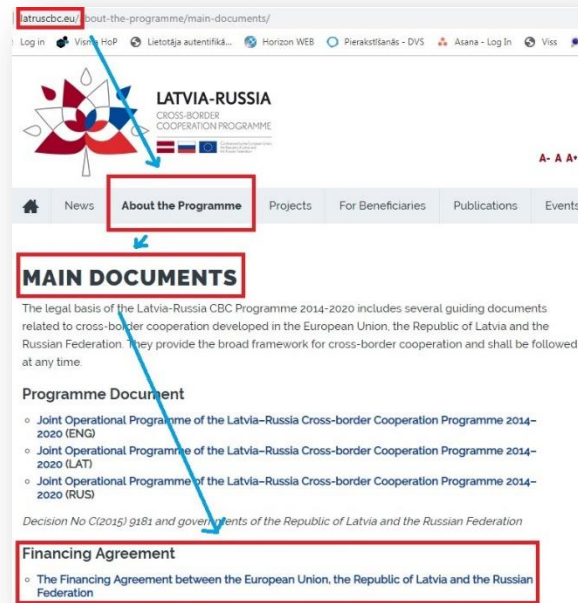 latruscbc.eu/about-the-programme/main-documents/
Log in Visma HoP Lietotāja autentifikā... Horizon WEB Pierakstīšanās - DVS Asana - Log In Viss
LATVIA-RUSSIA
CROSS-BORDER
COOPERATION PROGRAMME
A- A A+
News About the Programme Projects For Beneficiaries Publications Events
MAIN DOCUMENTS
The legal basis of the Latvia-Russia CBC Programme 2014-2020 includes several guiding documents
related to cross-border cooperation developed in the European Union, the Republic of Latvia and the
Russian Federation. They provide the broad framework for cross-border cooperation and shall be followed
at any time.
Programme Document
Joint Operational Programme of the Latvia–Russia Cross-border Cooperation Programme 2014–
2020 (ENG)
Joint Operational Programme of the Latvia–Russia Cross-border Cooperation Programme 2014–
2020 (LAT)
Joint Operational Programme of the Latvia–Russia Cross-border Cooperation Programme 2014–
2020 (RUS)
Decision No C(2015) 9181 and governments of the Republic of Latvia and the Russian Federation
Financing Agreement
The Financing Agreement between the European Union, the Republic of Latvia and the Russian
Federation